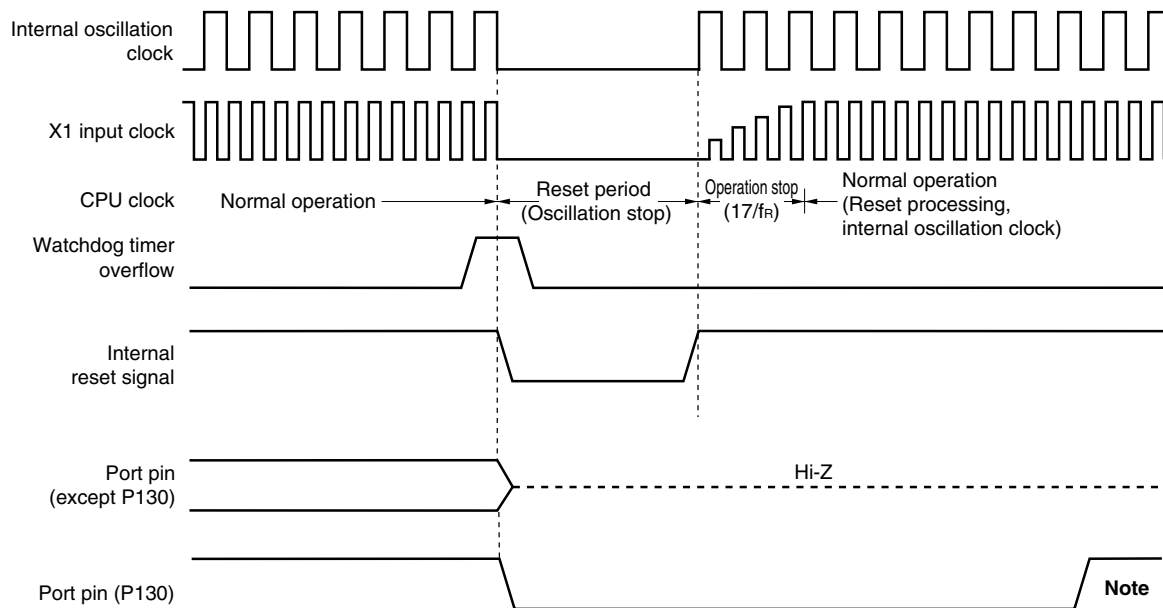 Internal oscillation
clock
X1 input clock
CPU clock
Normal operation
Reset period
(Oscillation stop)
Operation stop
(17/fR)
Normal operation
(Reset processing,
internal oscillation clock)
Watchdog timer
overflow
Internal
reset signal
Port pin
(except P130)
Hi-Z
Port pin (P130)
Note